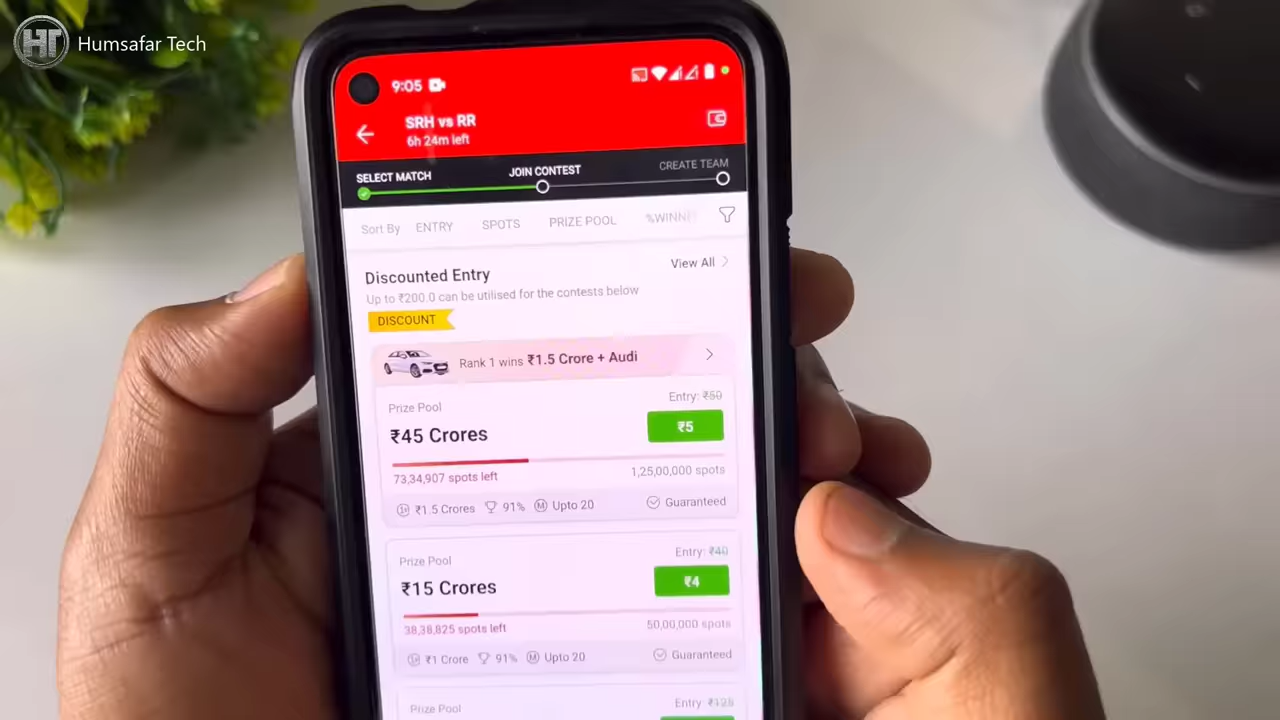 HT Humsafar Tech
9:05
SRH vs RR
6h 24m left
SELECT MATCH
JOIN CONTEST
CREATE TEAM
Sort By ENTRY SPOTS PRIZE POOL
Discounted Entry
View All
Up to ₹200.0 can be utilised for the contests below
DISCOUNT
Rank 1 wins ₹1.5 Crore + Audi
Prize Pool
Entry: ₹50
₹45 Crores
₹5
73,34,907 spots left
1,25,00,000 spots
₹1.5 Crores 91% M Upto 20 Guaranteed
Prize Pool
Entry: ₹40
₹15 Crores
₹4
38,38,825 spots left
50,00,000 spots
₹1 Crore 91% M Upto 20 Guaranteed
Prize Pool
Entry: